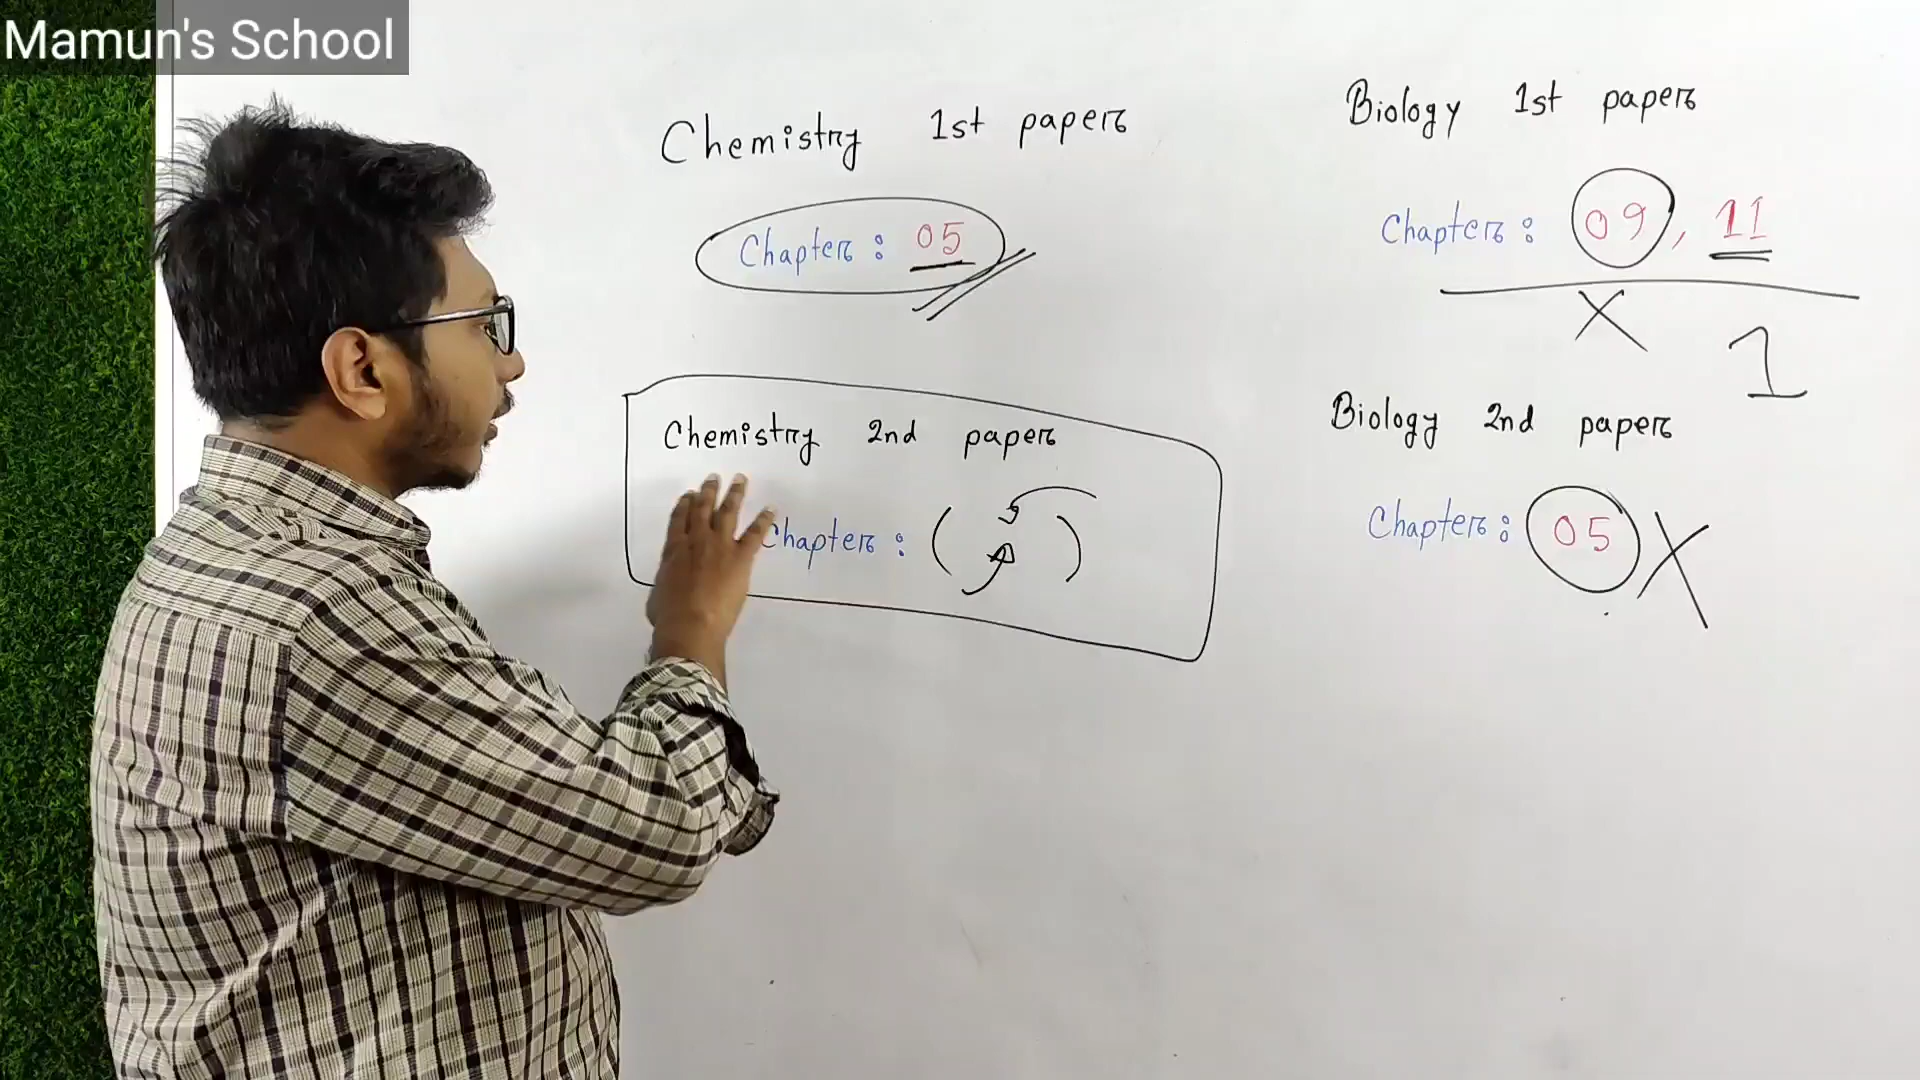 Mamun's School
Chemistry 1st paper
Chapter : 05
Chemistry 2nd paper
Chapter : ( )
Biology 1st paper
Chapter : 09, 11
X 1
Biology 2nd paper
Chapter : 05 X